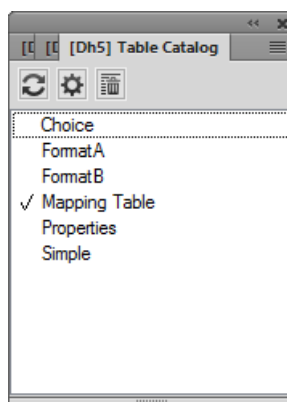 [Dh5] Table Catalog
Choice
FormatA
FormatB
Mapping Table
Properties
Simple